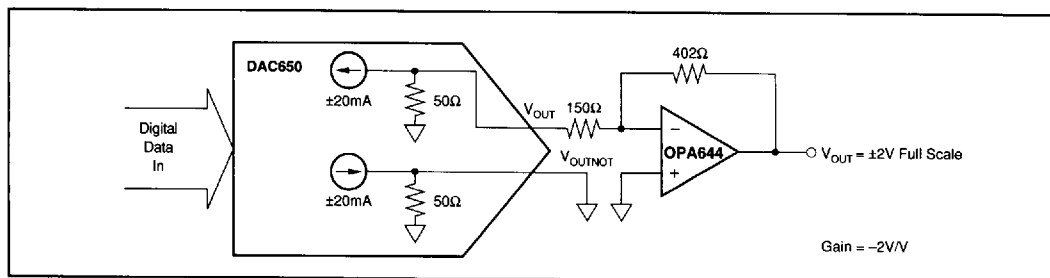 DAC650
±20mA
50Ω
±20mA
50Ω
Digital
Data
In
V_OUT
V_OUTNOT
150Ω
402Ω
−
+
OPA644
V_OUT = ±2V Full Scale
Gain = −2V/V